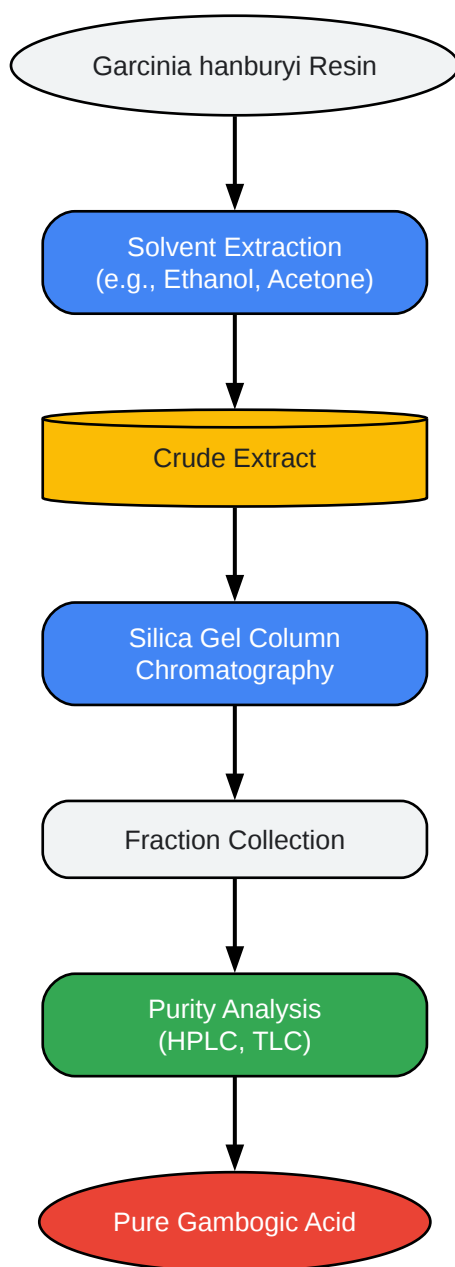 Garcinia hanburyi Resin
Solvent Extraction
(e.g., Ethanol, Acetone)
Crude Extract
Silica Gel Column
Chromatography
Fraction Collection
Purity Analysis
(HPLC, TLC)
Pure Gambogic Acid